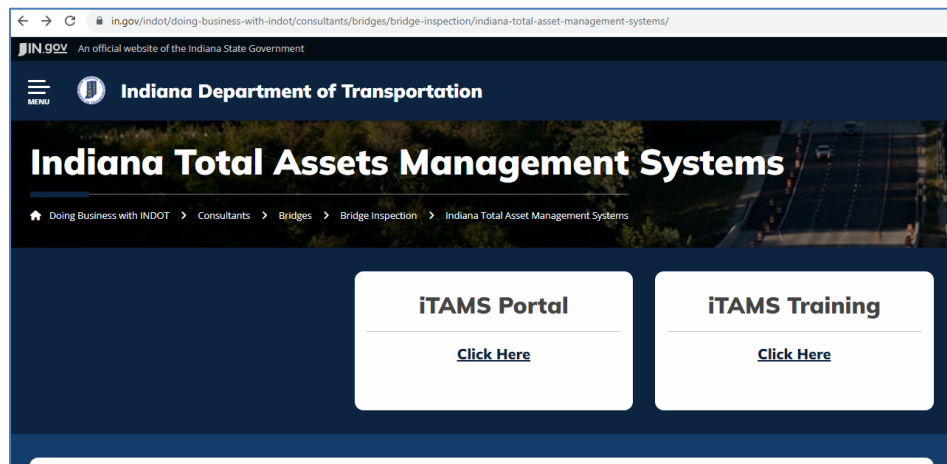 in.gov/indot/doing-business-with-indot/consultants/bridges/bridge-inspection/indiana-total-asset-management-systems/
IN.gov An official website of the Indiana State Government
MENU
Indiana Department of Transportation
Indiana Total Assets Management Systems
Doing Business with INDOT > Consultants > Bridges > Bridge Inspection > Indiana Total Asset Management Systems
iTAMS Portal
Click Here
iTAMS Training
Click Here